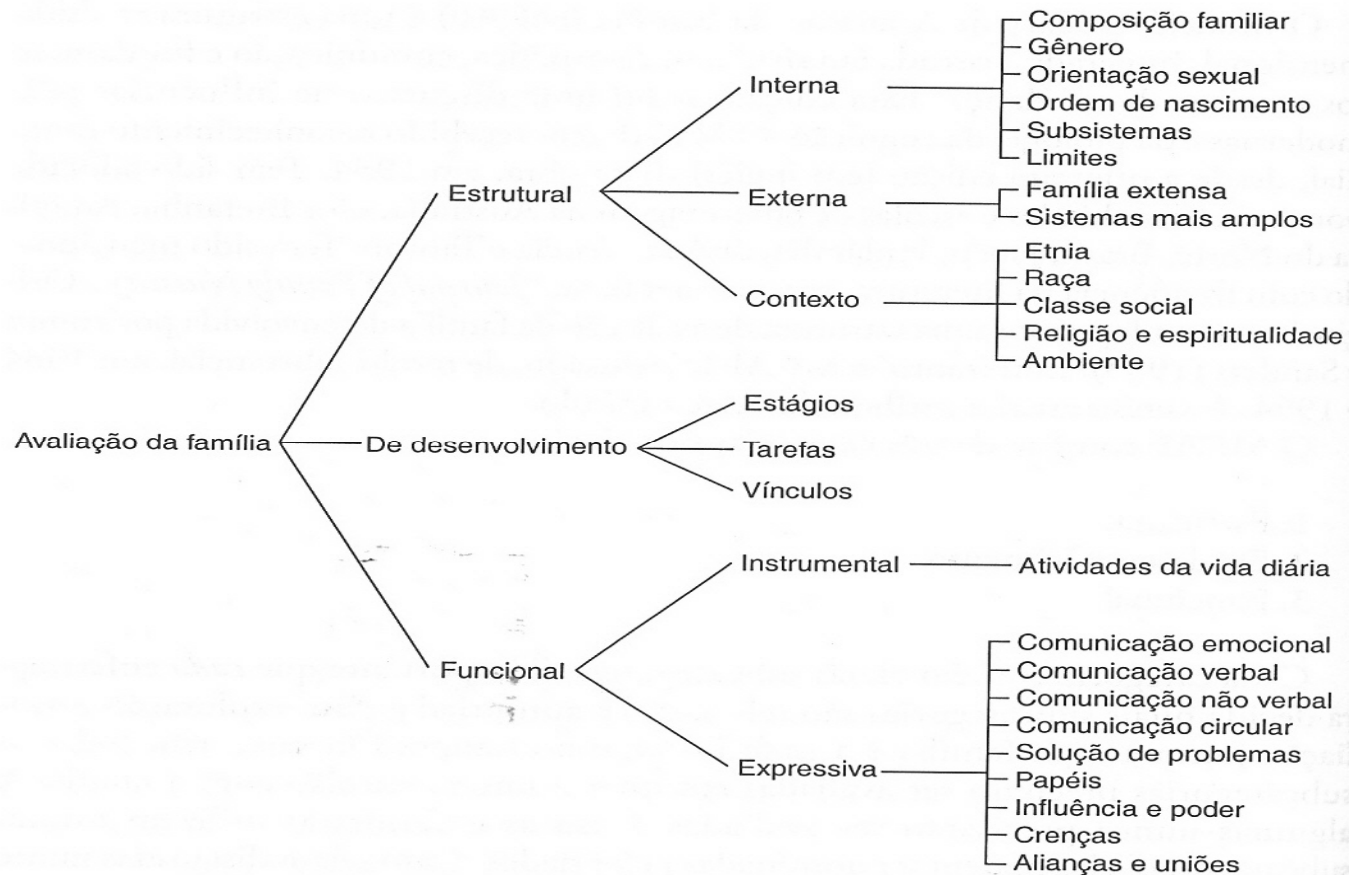 Avaliação da família
Estrutural
Interna
Composição familiar
Gênero
Orientação sexual
Ordem de nascimento
Subsistemas
Limites
Externa
Família extensa
Sistemas mais amplos
Contexto
Etnia
Raça
Classe social
Religião e espiritualidade
Ambiente
De desenvolvimento
Estágios
Tarefas
Vínculos
Funcional
Instrumental
Atividades da vida diária
Expressiva
Comunicação emocional
Comunicação verbal
Comunicação não verbal
Comunicação circular
Solução de problemas
Papéis
Influência e poder
Crenças
Alianças e uniões